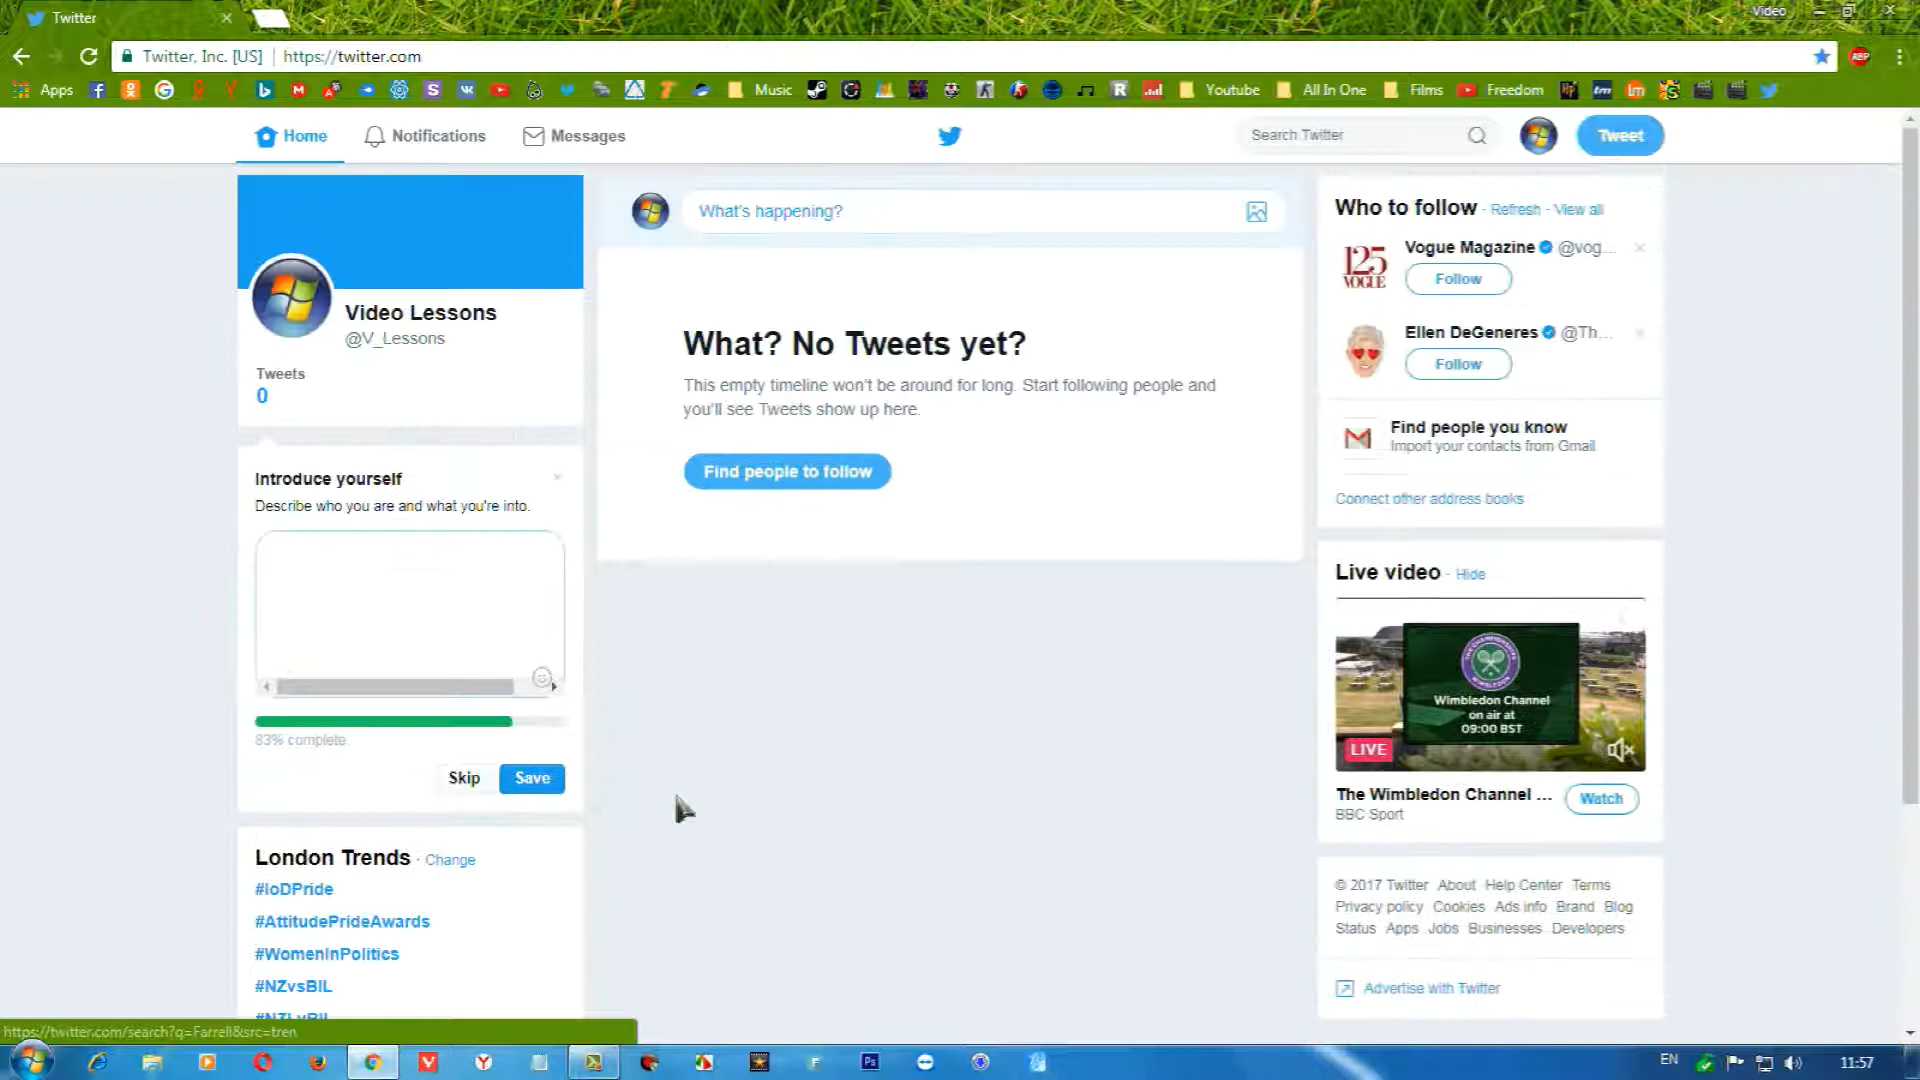 Twitter
Video
Twitter, Inc. [US] | https://twitter.com
ABP
Apps
Music
Youtube
All In One
Films
Freedom
Home
Notifications
Messages
Search Twitter
Tweet
Video Lessons
@V_Lessons
Tweets
0
Introduce yourself
Describe who you are and what you're into.
83% complete.
Skip
Save
London Trends · Change
#IoDPride
#AttitudePrideAwards
#WomenInPolitics
#NZvsBIL
What's happening?
What? No Tweets yet?
This empty timeline won't be around for long. Start following people and
you'll see Tweets show up here.
Find people to follow
Who to follow · Refresh · View all
125
VOGUE
Vogue Magazine @vog...
Follow
Ellen DeGeneres @Th...
Follow
Find people you know
Import your contacts from Gmail
Connect other address books
Live video · Hide
Wimbledon Channel
on air at
09:00 BST
LIVE
The Wimbledon Channel ...
BBC Sport
Watch
© 2017 Twitter About Help Center Terms
Privacy policy Cookies Ads info Brand Blog
Status Apps Jobs Businesses Developers
Advertise with Twitter
https://twitter.com/search?q=Farrell&src=tren
Ps
EN
11:57